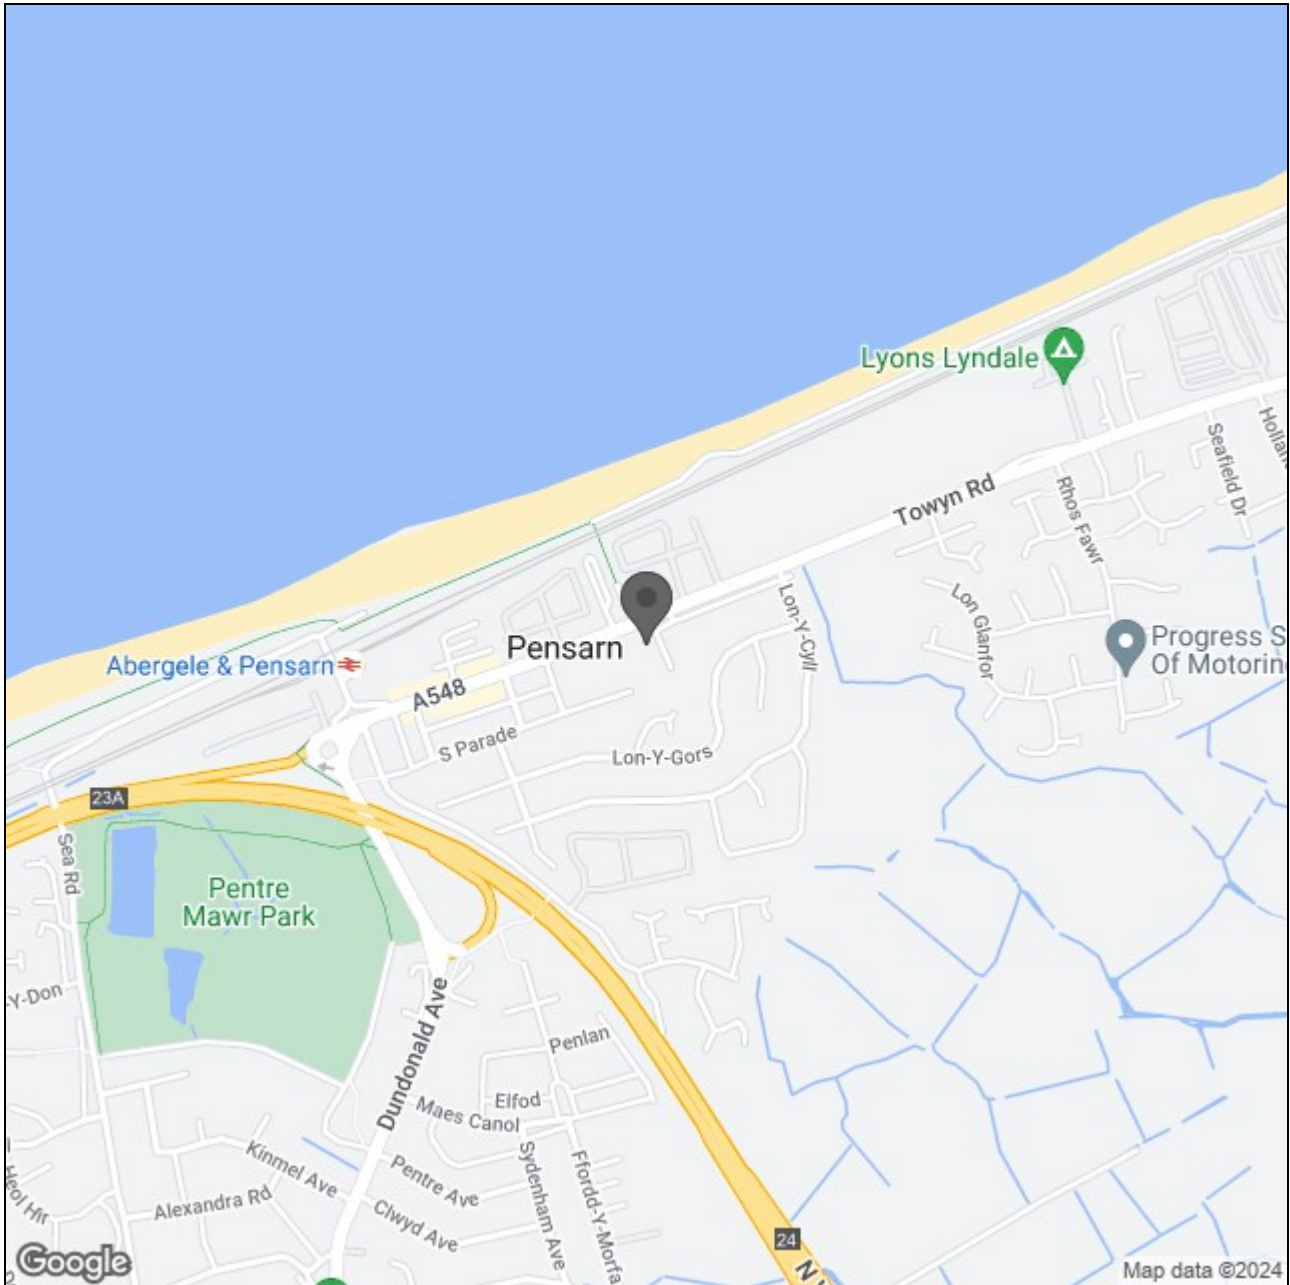 Lyons Lyndale
Seafield Dr
Towyn Rd
Rhos Fawr
Lon-Y-Cyll
Lon Glanfor
Pensarn
Progress S
Of Motorin
Abergele & Pensarn
A548
S Parade
Lon-Y-Gors
23A
Sea Rd
Pentre
Mawr Park
-Y-Don
Dundonald Ave
Penlan
Elfod
Maes Canol
Kinmel Ave
Pentre Ave
Sydenham Ave
Ffordd-Y-Morfa
Alexandra Rd
Clwyd Ave
24
N
Google
Map data ©2024